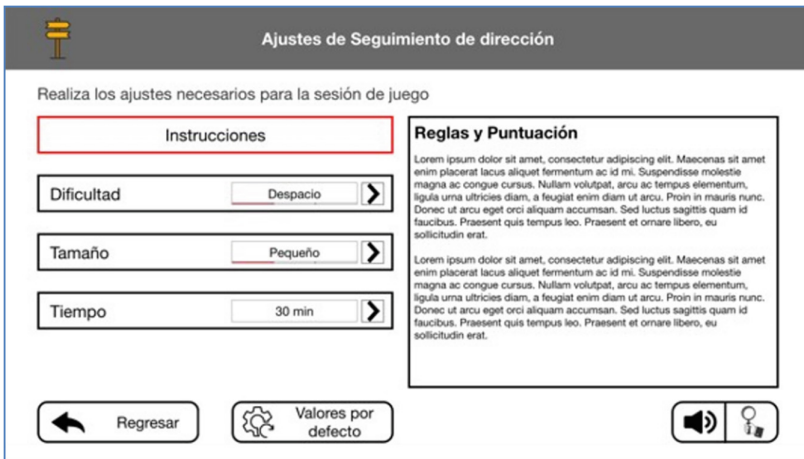 Ajustes de Seguimiento de dirección
Realiza los ajustes necesarios para la sesión de juego
Instrucciones
Dificultad
Despacio
Tamaño
Pequeño
Tiempo
30 min
Reglas y Puntuación
Lorem ipsum dolor sit amet, consectetur adipiscing elit. Maecenas sit amet
enim placerat lacus aliquet fermentum ac id mi. Suspendisse molestie
magna ac congue cursus. Nullam volutpat, arcu ac tempus elementum,
ligula urna ultricies diam, a feugiat enim diam ut arcu. Proin in mauris nunc.
Donec ut arcu eget orci aliquam accumsan. Sed luctus sagittis quam id
faucibus. Praesent quis tempus leo. Praesent et ornare libero, eu
sollicitudin erat.
Lorem ipsum dolor sit amet, consectetur adipiscing elit. Maecenas sit amet
enim placerat lacus aliquet fermentum ac id mi. Suspendisse molestie
magna ac congue cursus. Nullam volutpat, arcu ac tempus elementum,
ligula urna ultricies diam, a feugiat enim diam ut arcu. Proin in mauris nunc.
Donec ut arcu eget orci aliquam accumsan. Sed luctus sagittis quam id
faucibus. Praesent quis tempus leo. Praesent et ornare libero, eu
sollicitudin erat.
Regresar
Valores por
defecto